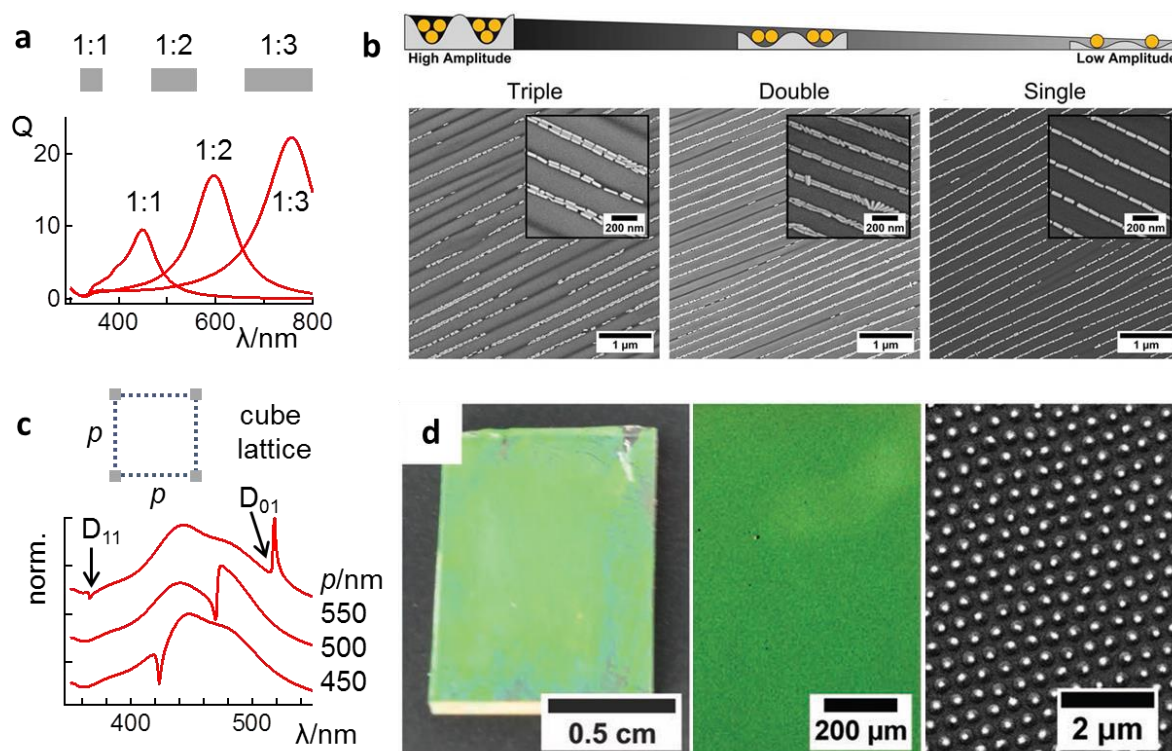 a
1:1 1:2 1:3
Q
20
10
0
1:1
1:2
1:3
400 600 800
λ/nm
b
High Amplitude
Low Amplitude
Triple Double Single
200 nm
200 nm
200 nm
1 µm
1 µm
1 µm
c
p
p
cube
lattice
norm.
D11
D01
p/nm
550
500
450
400 500
λ/nm
d
0.5 cm
200 µm
2 µm